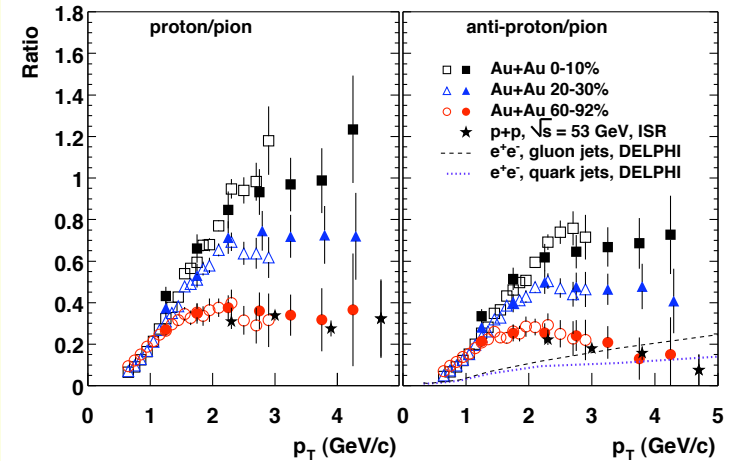 proton/pion
anti-proton/pion
Ratio
1.8
1.6
1.4
1.2
1
0.8
0.6
0.4
0.2
0
Au+Au 0-10%
Au+Au 20-30%
Au+Au 60-92%
p+p, √s = 53 GeV, ISR
e⁺e⁻, gluon jets, DELPHI
e⁺e⁻, quark jets, DELPHI
0 1 2 3 4 0 1 2 3 4 5
p_T (GeV/c) p_T (GeV/c)